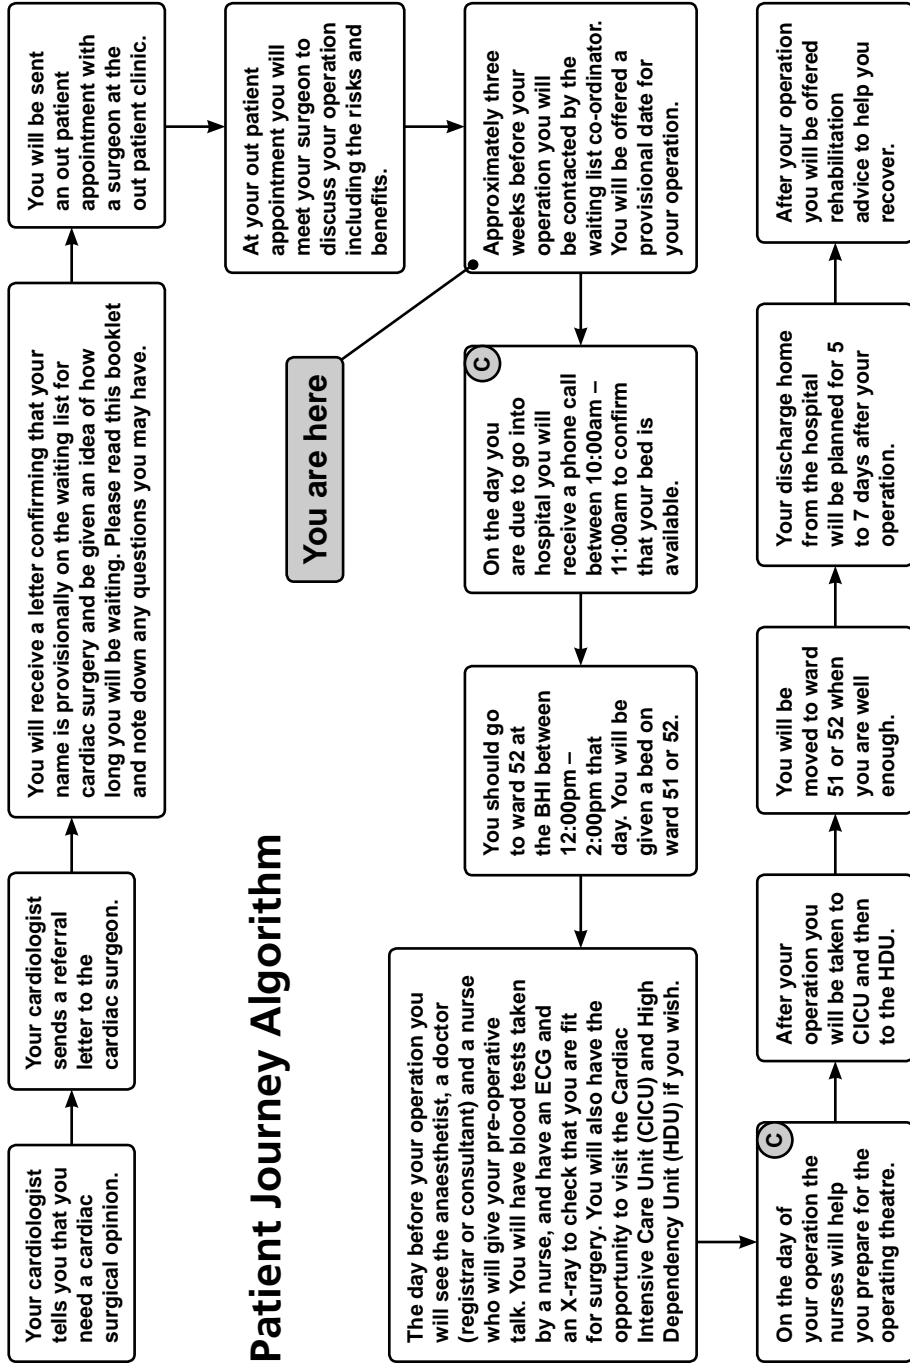 Patient Journey Algorithm
Your cardiologist
tells you that you
need a cardiac
surgical opinion.
Your cardiologist
sends a referral
letter to the
cardiac surgeon.
You will receive a letter confirming that your
name is provisionally on the waiting list for
cardiac surgery and be given an idea of how
long you will be waiting. Please read this booklet
and note down any questions you may have.
You will be sent
an out patient
appointment with
a surgeon at the
out patient clinic.
At your out patient
appointment you will
meet your surgeon to
discuss your operation
including the risks and
benefits.
You are here
Approximately three
weeks before your
operation you will
be contacted by the
waiting list co-ordinator.
You will be offered a
provisional date for
your operation.
C
On the day you
are due to go into
hospital you will
receive a phone call
between 10:00am –
11:00am to confirm
that your bed is
available.
You should go
to ward 52 at
the BHI between
12:00pm –
2:00pm that
day. You will be
given a bed on
ward 51 or 52.
The day before your operation you
will see the anaesthetist, a doctor
(registrar or consultant) and a nurse
who will give your pre-operative
talk. You will have blood tests taken
by a nurse, and have an ECG and
an X-ray to check that you are fit
for surgery. You will also have the
opportunity to visit the Cardiac
Intensive Care Unit (CICU) and High
Dependency Unit (HDU) if you wish.
C
On the day of
your operation the
nurses will help
you prepare for the
operating theatre.
After your
operation you
will be taken to
CICU and then
to the HDU.
You will be
moved to ward
51 or 52 when
you are well
enough.
Your discharge home
from the hospital
will be planned for 5
to 7 days after your
operation.
After your operation
you will be offered
rehabilitation
advice to help you
recover.